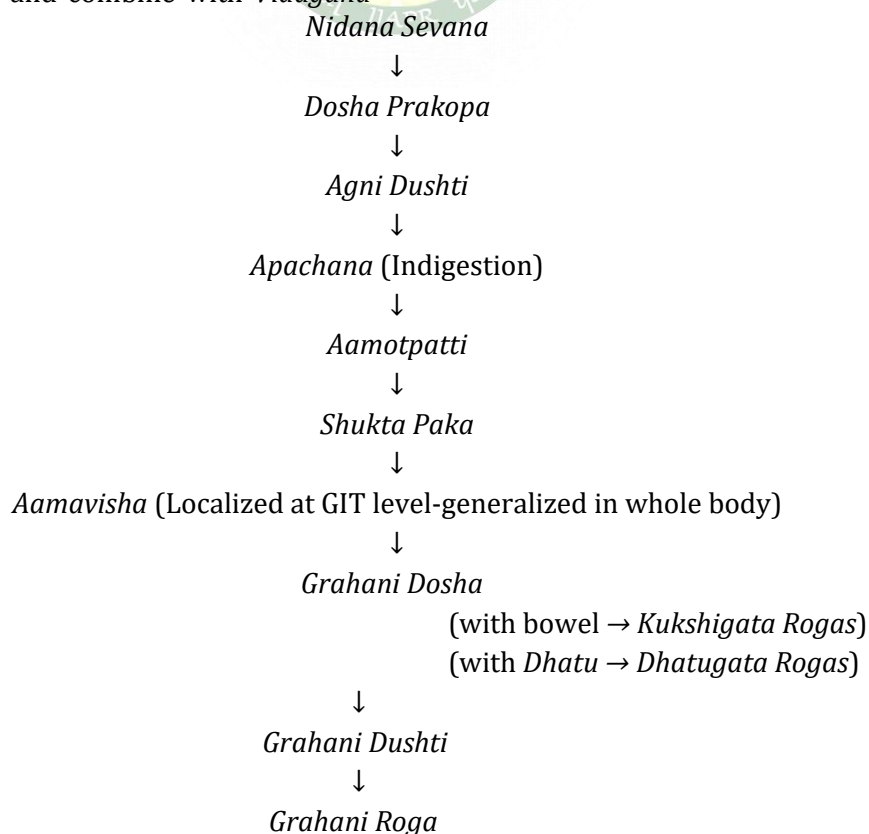 Nidana Sevana
↓
Dosha Prakopa
↓
Agni Dushti
↓
Apachana (Indigestion)
↓
Aamotpatti
↓
Shukta Paka
↓
Aamavisha (Localized at GIT level-generalized in whole body)
↓
Grahani Dosha
(with bowel → Kukshigata Rogas)
(with Dhatu → Dhatugata Rogas)
↓
Grahani Dushti
↓
Grahani Roga